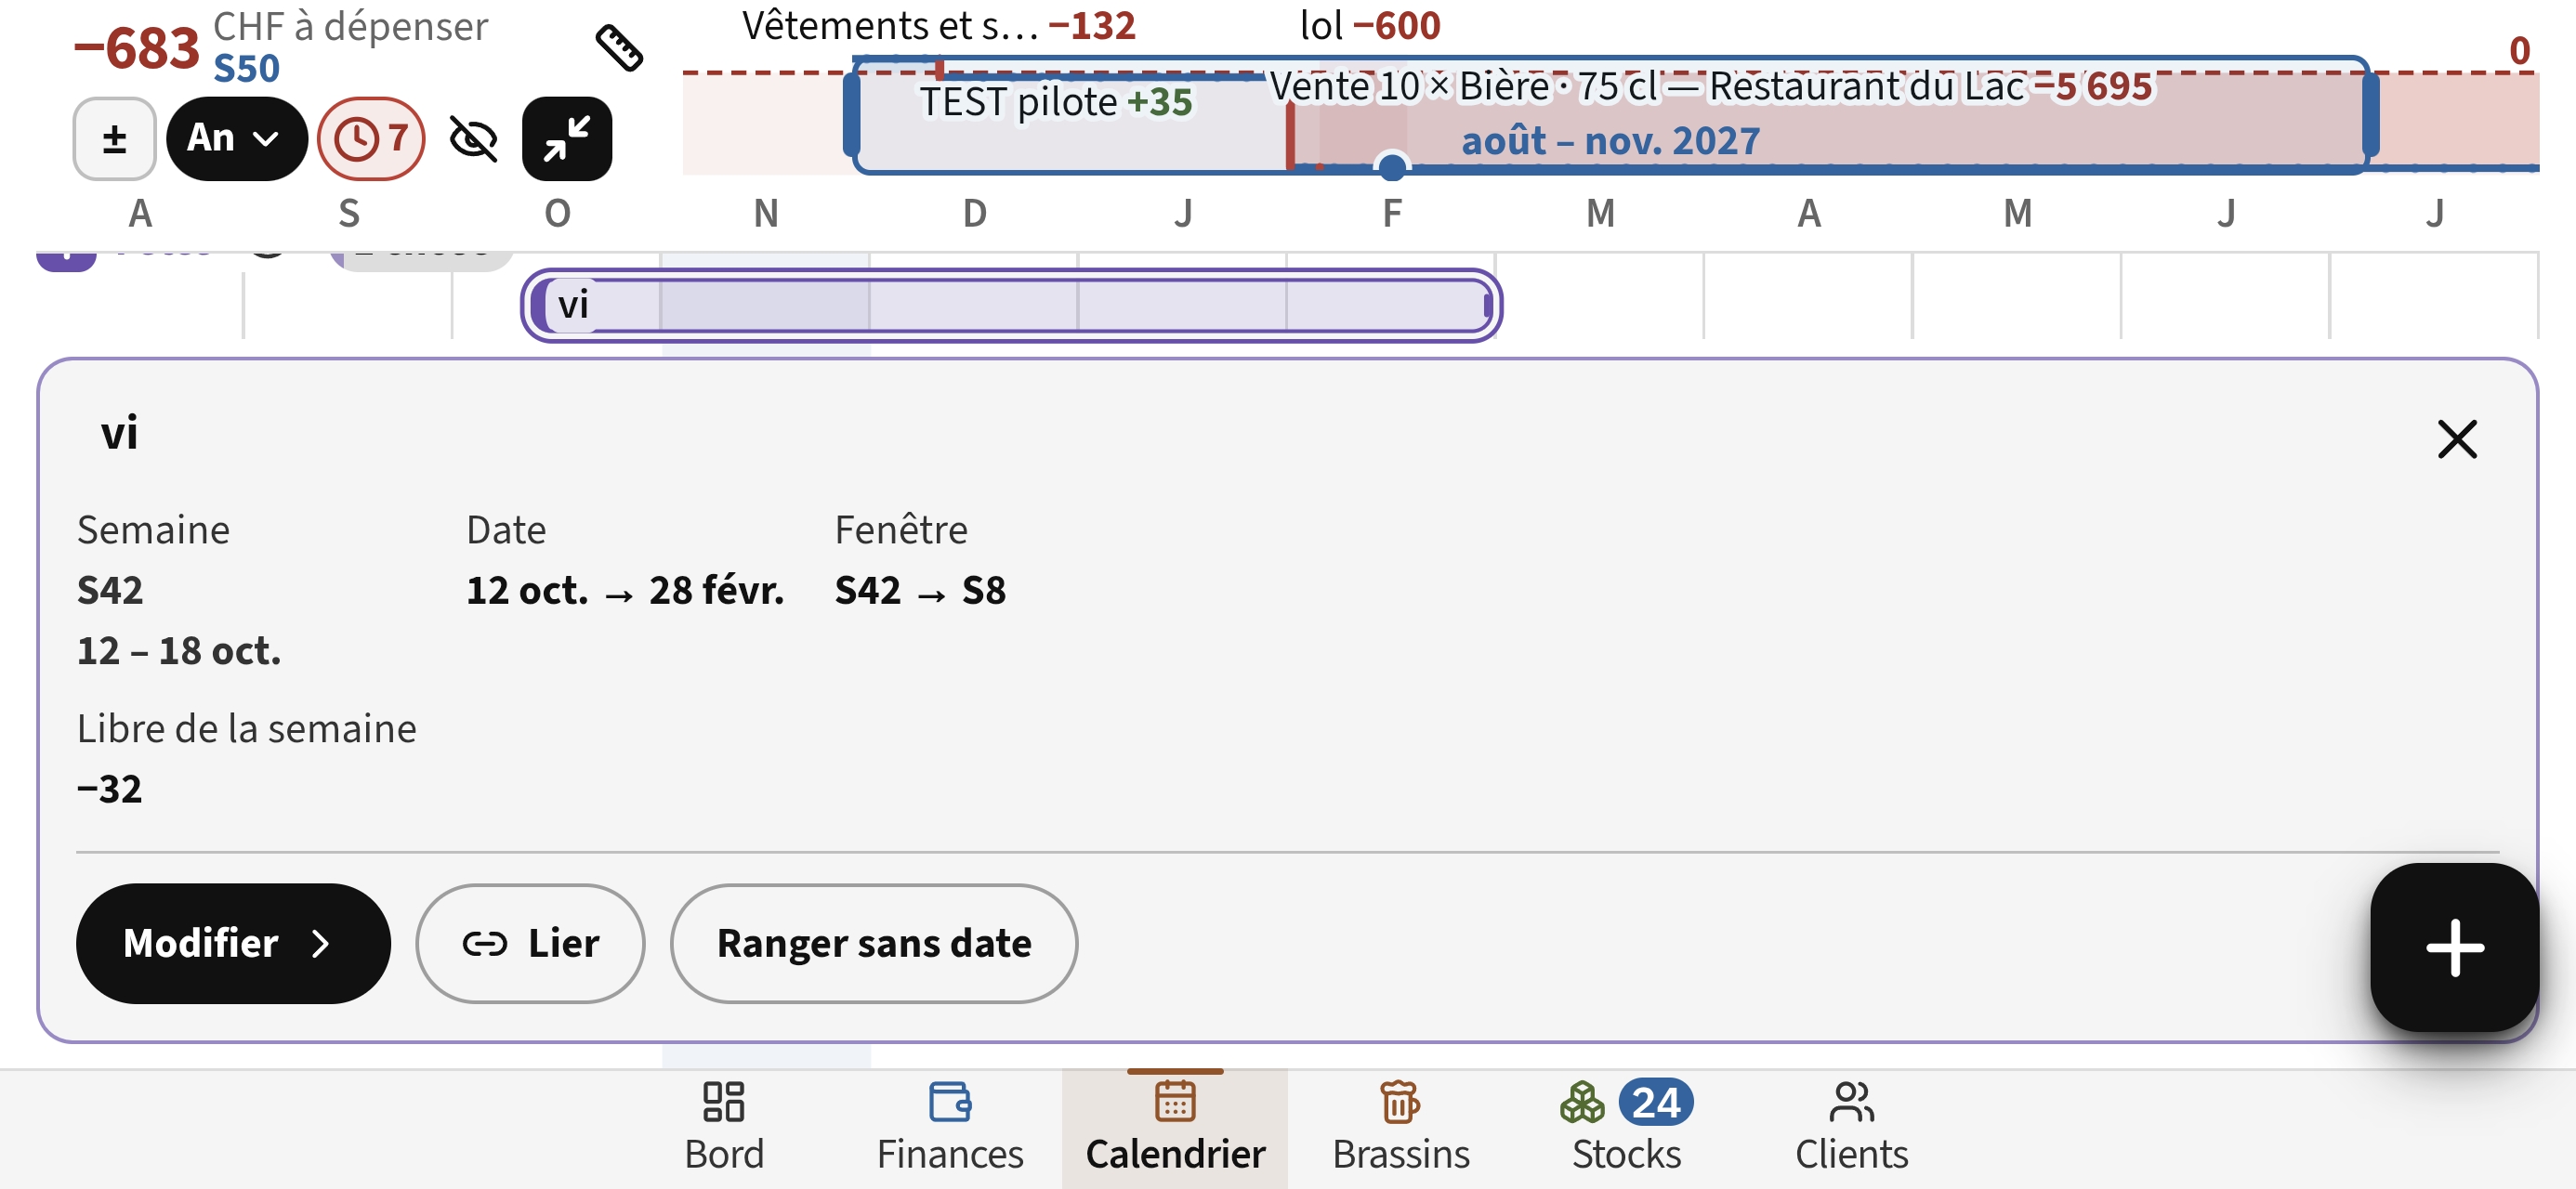 −683 CHF à dépenser
S50
Vêtements et s… −132
lol −600
0
TEST pilote +35
Vente 10 × Bière · 75 cl — Restaurant du Lac −5 695
août – nov. 2027
± An 7
A S O N D J F M A M J J
vi
vi
Semaine Date Fenêtre
S42 12 oct. → 28 févr. S42 → S8
12 – 18 oct.
Libre de la semaine
−32
Modifier Lier Ranger sans date
24
Bord Finances Calendrier Brassins Stocks Clients